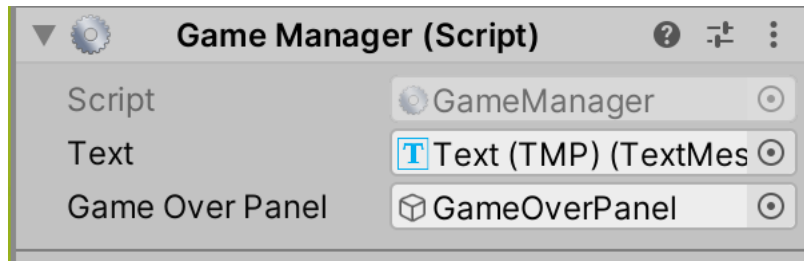 Game Manager (Script)
Script GameManager
Text Text (TMP) (TextMes
Game Over Panel GameOverPanel